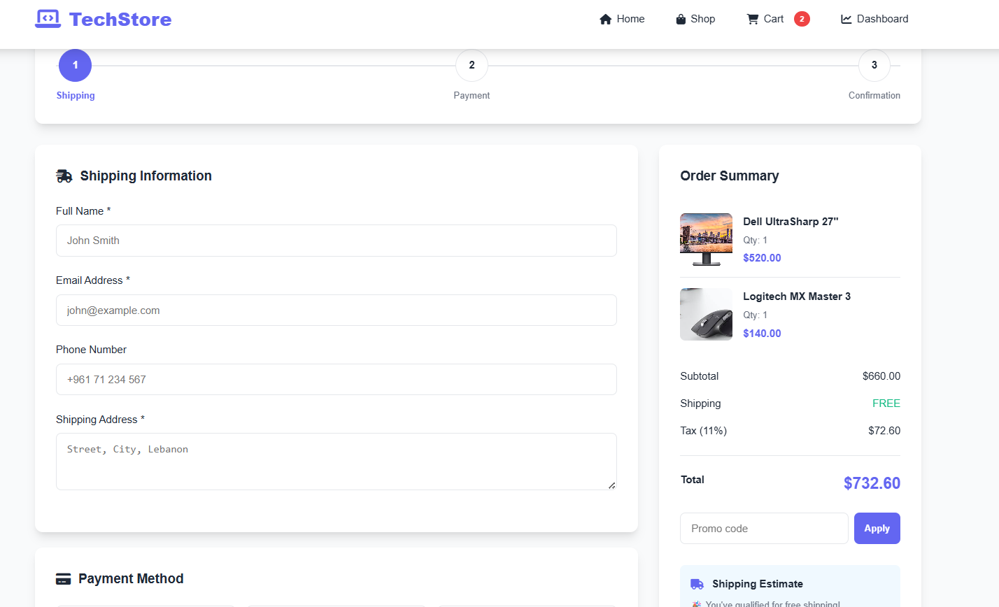 TechStore
Home
Shop
Cart 2
Dashboard
1
2
3
Shipping
Payment
Confirmation
Shipping Information
Full Name *
John Smith
Email Address *
john@example.com
Phone Number
+961 71 234 567
Shipping Address *
Street, City, Lebanon
Payment Method
Order Summary
Dell UltraSharp 27"
Qty: 1
$520.00
Logitech MX Master 3
Qty: 1
$140.00
Subtotal $660.00
Shipping FREE
Tax (11%) $72.60
Total $732.60
Promo code Apply
Shipping Estimate
🎉 You've qualified for free shipping!